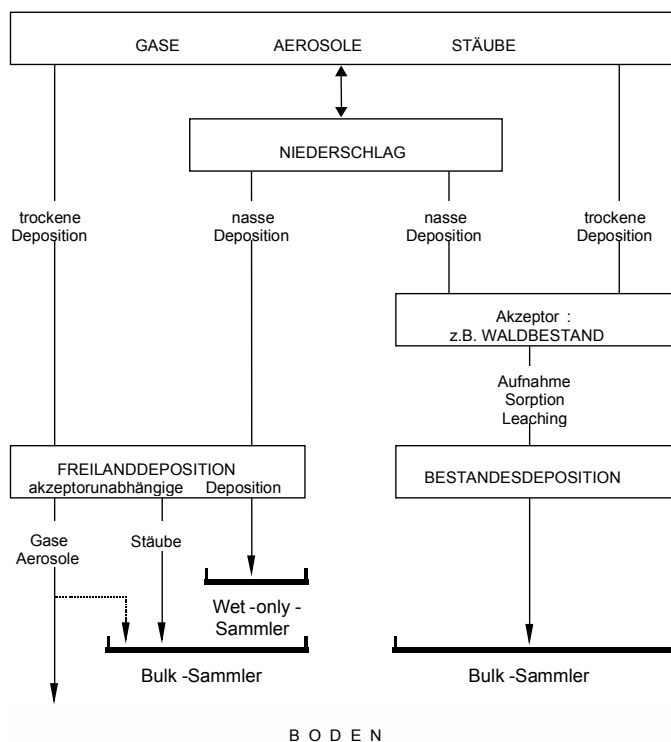 GASE AEROSOLE STÄUBE
NIEDERSCHLAG
trockene
Deposition
nasse
Deposition
nasse
Deposition
trockene
Deposition
Akzeptor :
z.B. WALDBESTAND
Aufnahme
Sorption
Leaching
FREILANDDEPOSITION
akzeptorunabhängige Deposition
BESTANDESDEPOSITION
Gase
Aerosole
Stäube
Wet -only -
Sammler
Bulk -Sammler
Bulk -Sammler
B O D E N